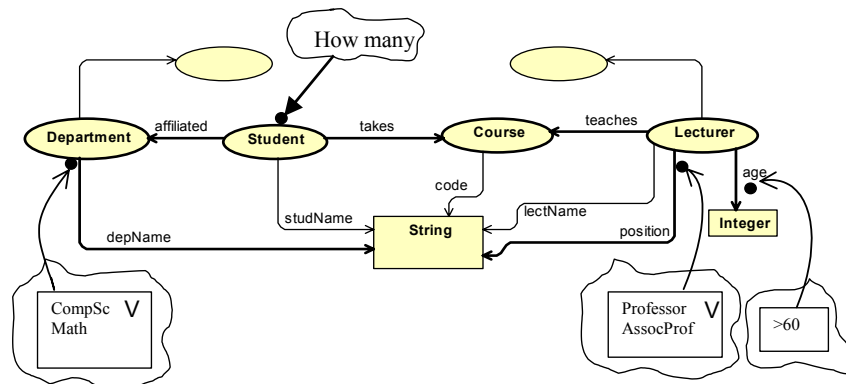 How many
Department
affiliated
Student
takes
Course
teaches
Lecturer
code
age
studName
lectName
String
Integer
depName
position
CompSc V
Math
Professor V
AssocProf
>60